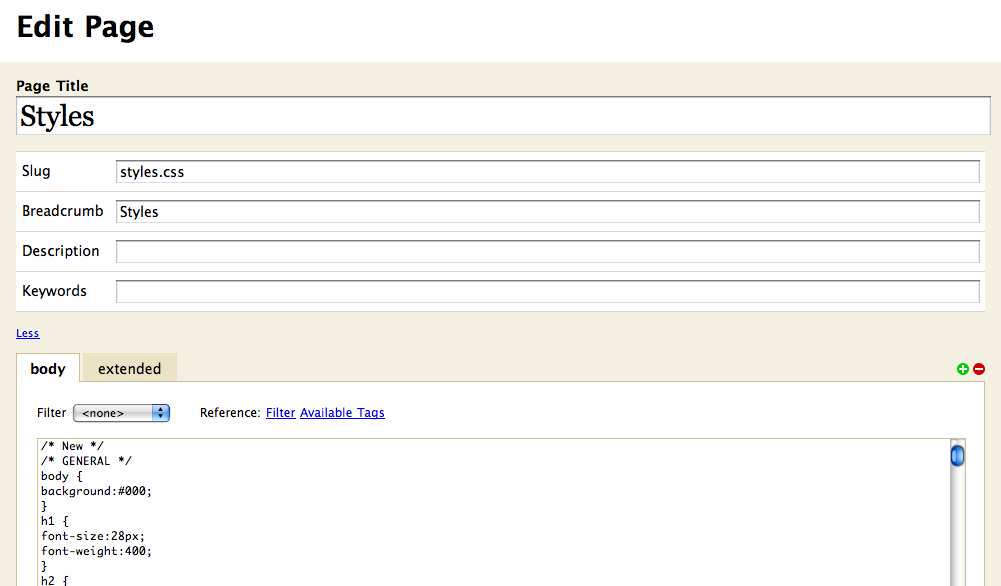 Edit Page
Page Title
Styles
Slug styles.css
Breadcrumb Styles
Description
Keywords
Less
body extended
Filter <none> Reference: Filter Available Tags
/* New */
/* GENERAL */
body {
background:#000;
}
h1 {
font-size:28px;
font-weight:400;
}
h2 {